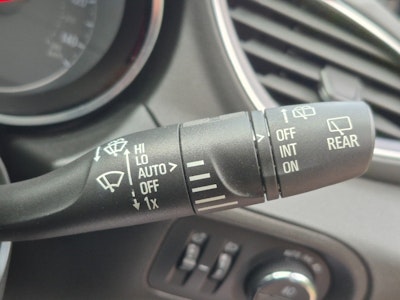 HI
LO
AUTO
OFF
1x
OFF
INT
ON
REAR